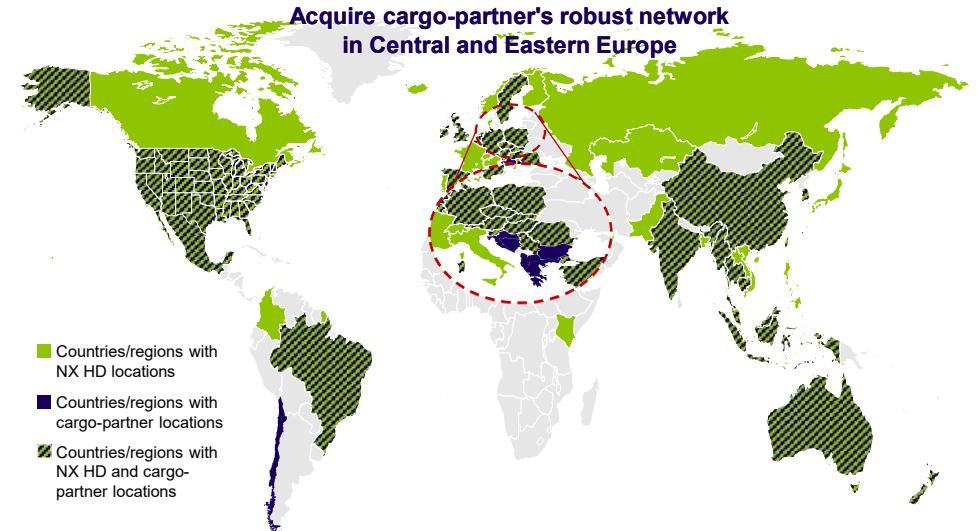 Acquire cargo-partner's robust network
in Central and Eastern Europe
Countries/regions with
NX HD locations
Countries/regions with
cargo-partner locations
Countries/regions with
NX HD and cargo-
partner locations